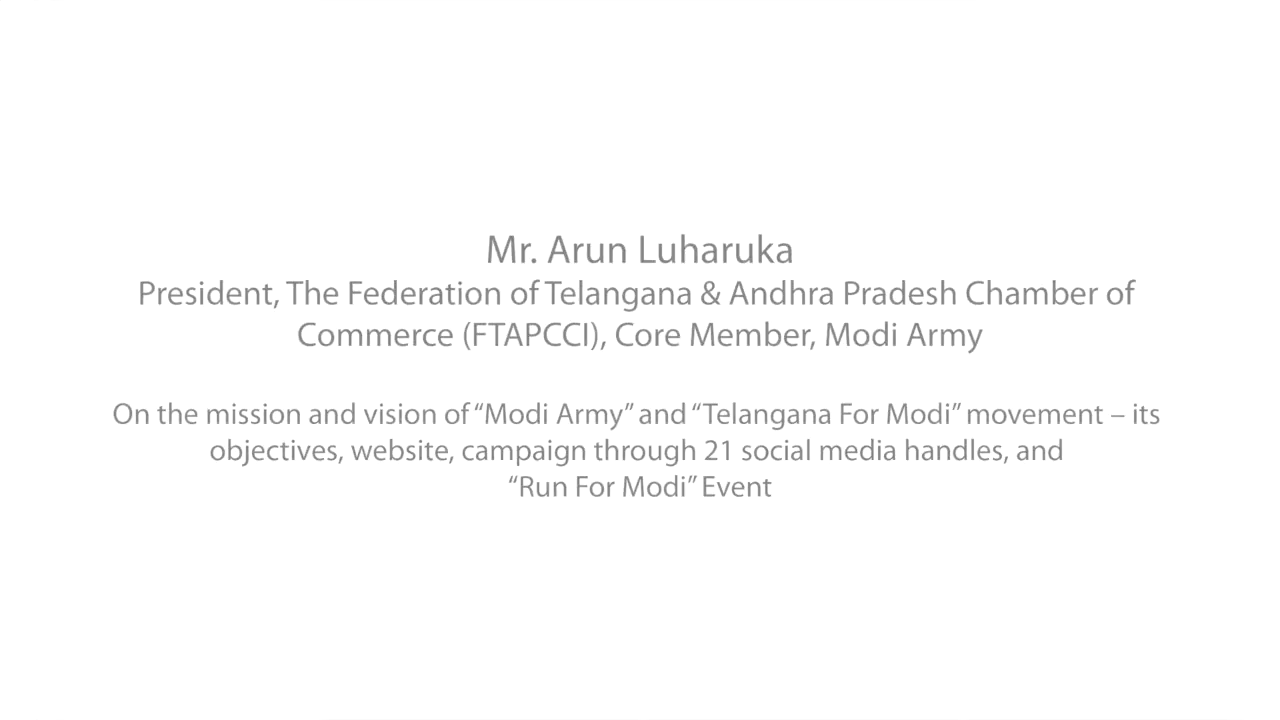 Mr. Arun Luharuka
President, The Federation of Telangana & Andhra Pradesh Chamber of
Commerce (FTAPCCI), Core Member, Modi Army
On the mission and vision of “Modi Army” and “Telangana For Modi” movement – its
objectives, website, campaign through 21 social media handles, and
“Run For Modi” Event